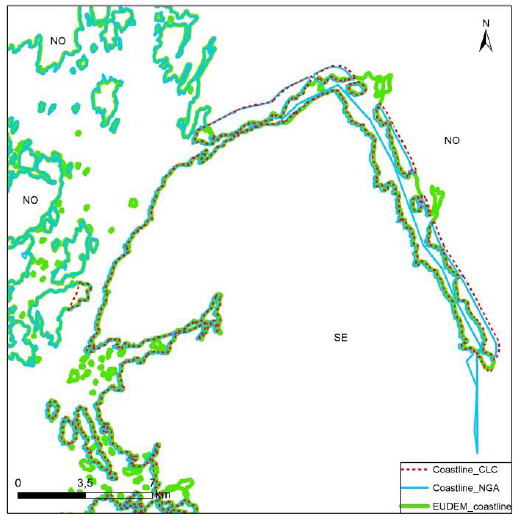 NO
N
NO
NO
SE
0 3,5 7
km
Coastline_CLC
Coastline_NGA
EUDEM_coastline